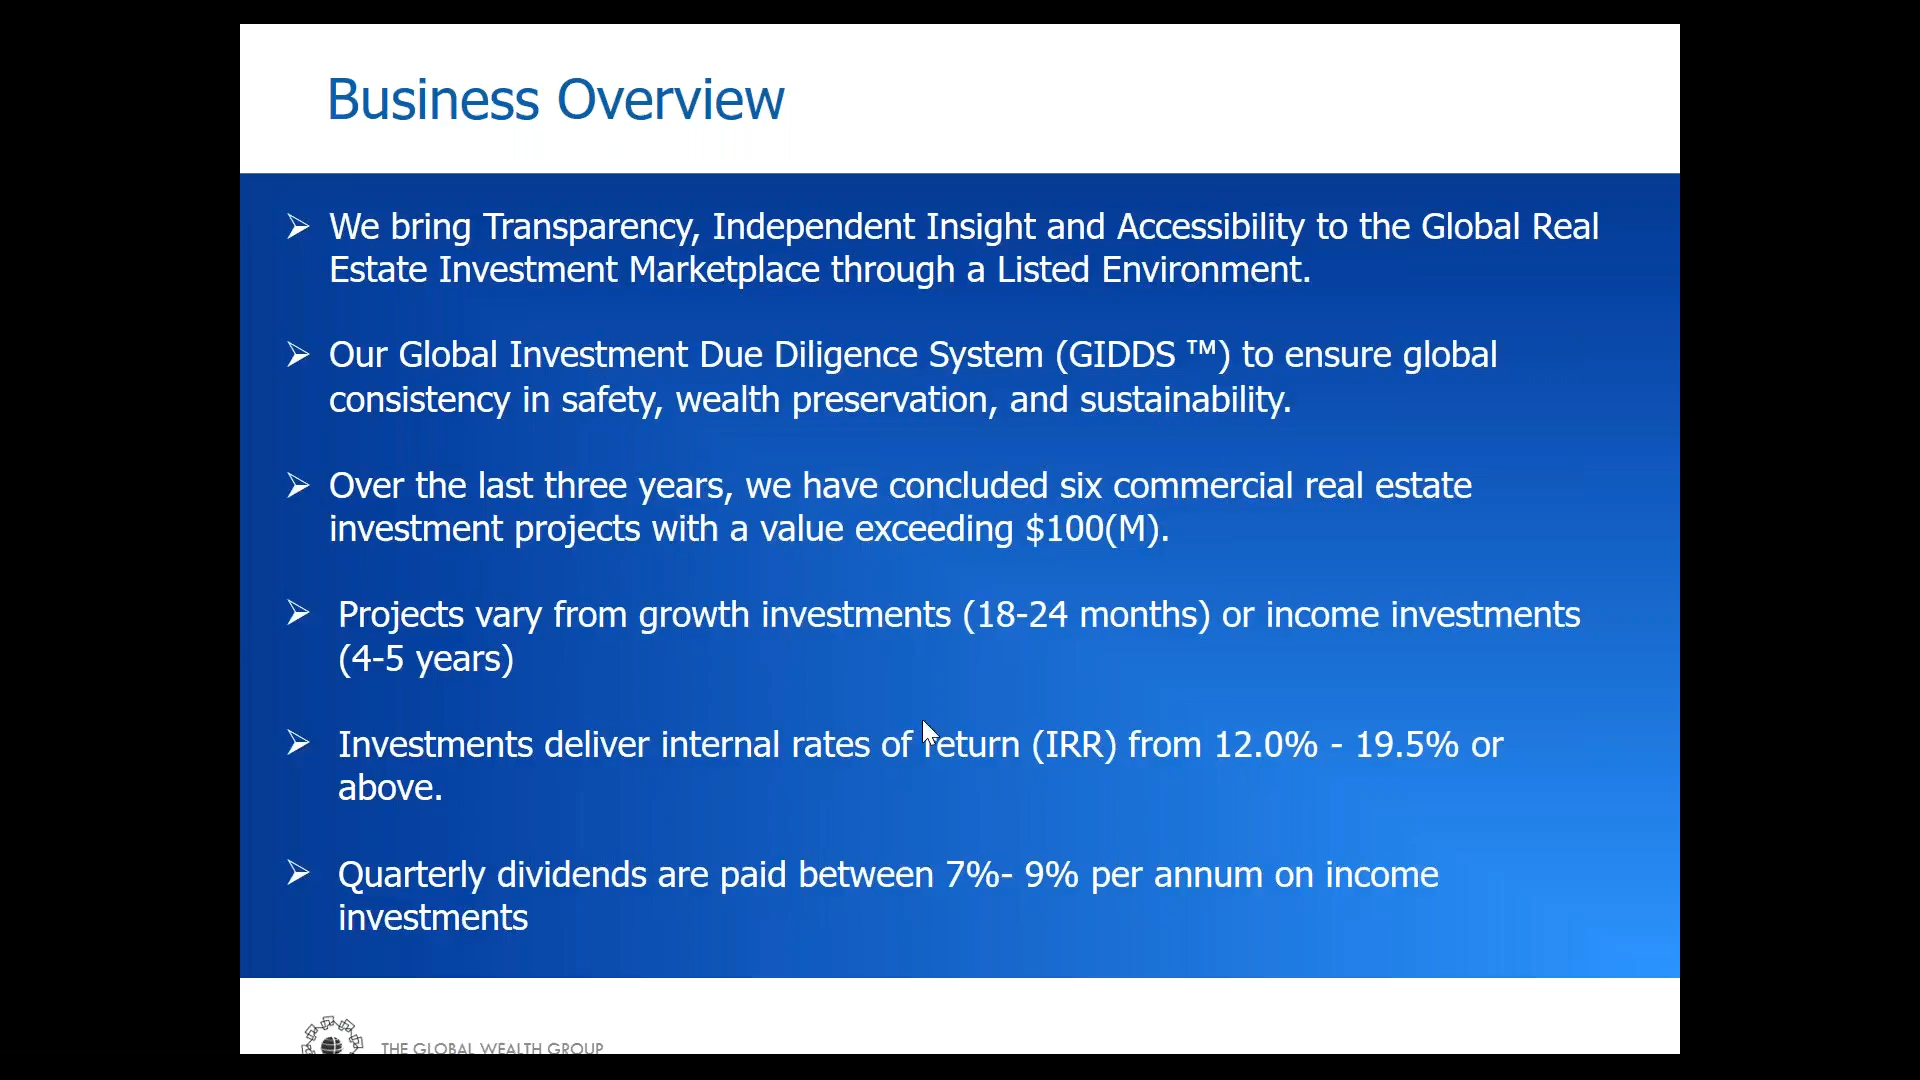 Business Overview
We bring Transparency, Independent Insight and Accessibility to the Global Real
Estate Investment Marketplace through a Listed Environment.
Our Global Investment Due Diligence System (GIDDS ™) to ensure global
consistency in safety, wealth preservation, and sustainability.
Over the last three years, we have concluded six commercial real estate
investment projects with a value exceeding $100(M).
Projects vary from growth investments (18-24 months) or income investments
(4-5 years)
Investments deliver internal rates of return (IRR) from 12.0% - 19.5% or
above.
Quarterly dividends are paid between 7%- 9% per annum on income
investments
THE GLOBAL WEALTH GROUP